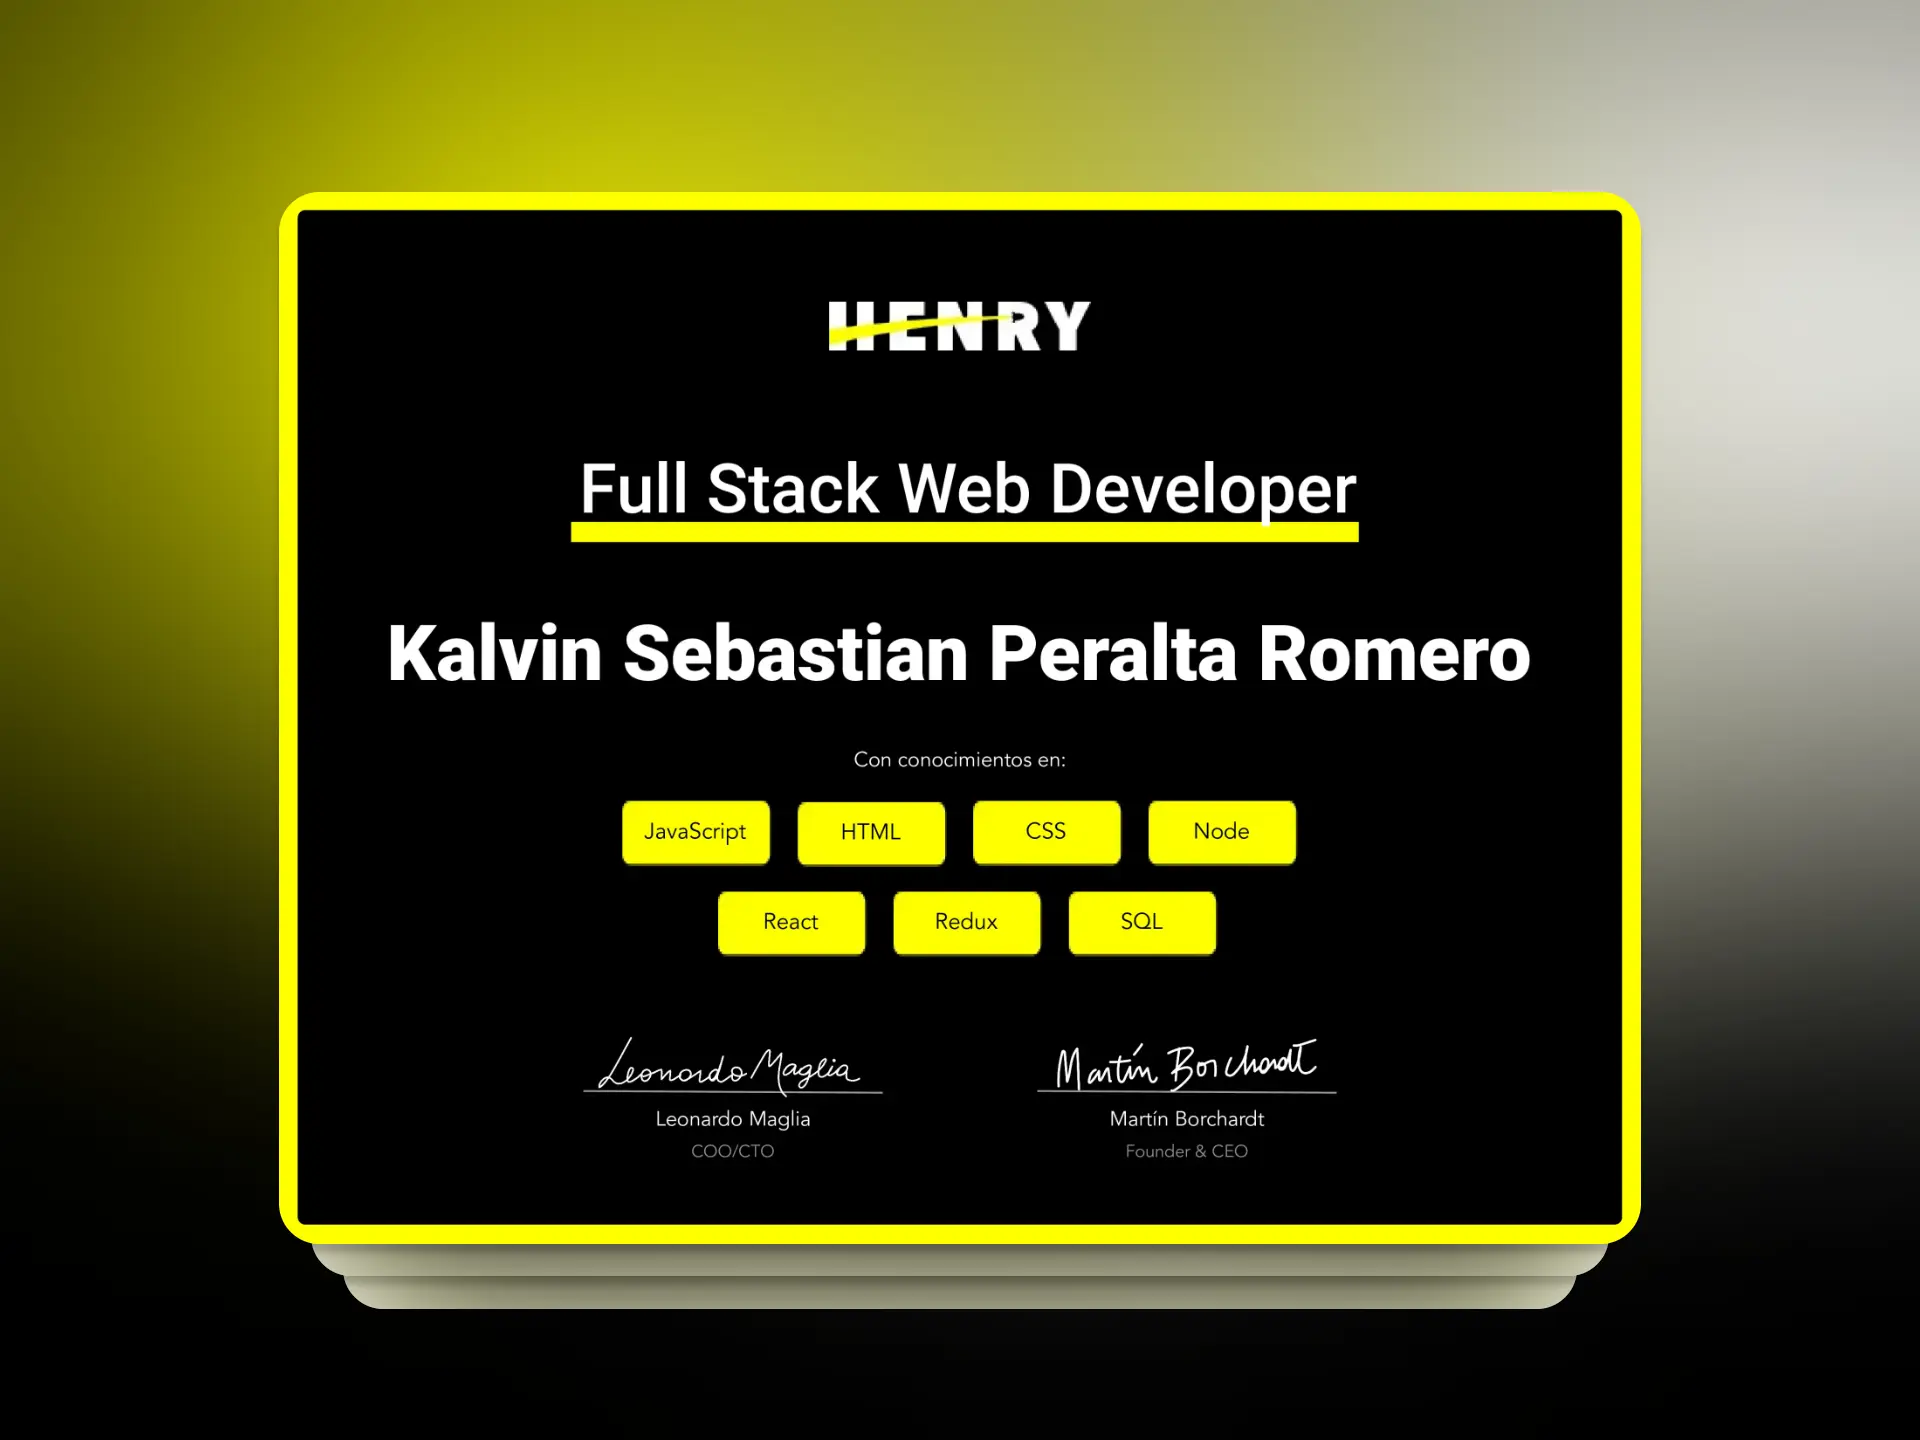 HENRY
Full Stack Web Developer
Kalvin Sebastian Peralta Romero
Con conocimientos en:
JavaScript HTML CSS Node
React Redux SQL
Leonardo Maglia Martín Borchardt
Leonardo Maglia Martín Borchardt
COO/CTO Founder & CEO